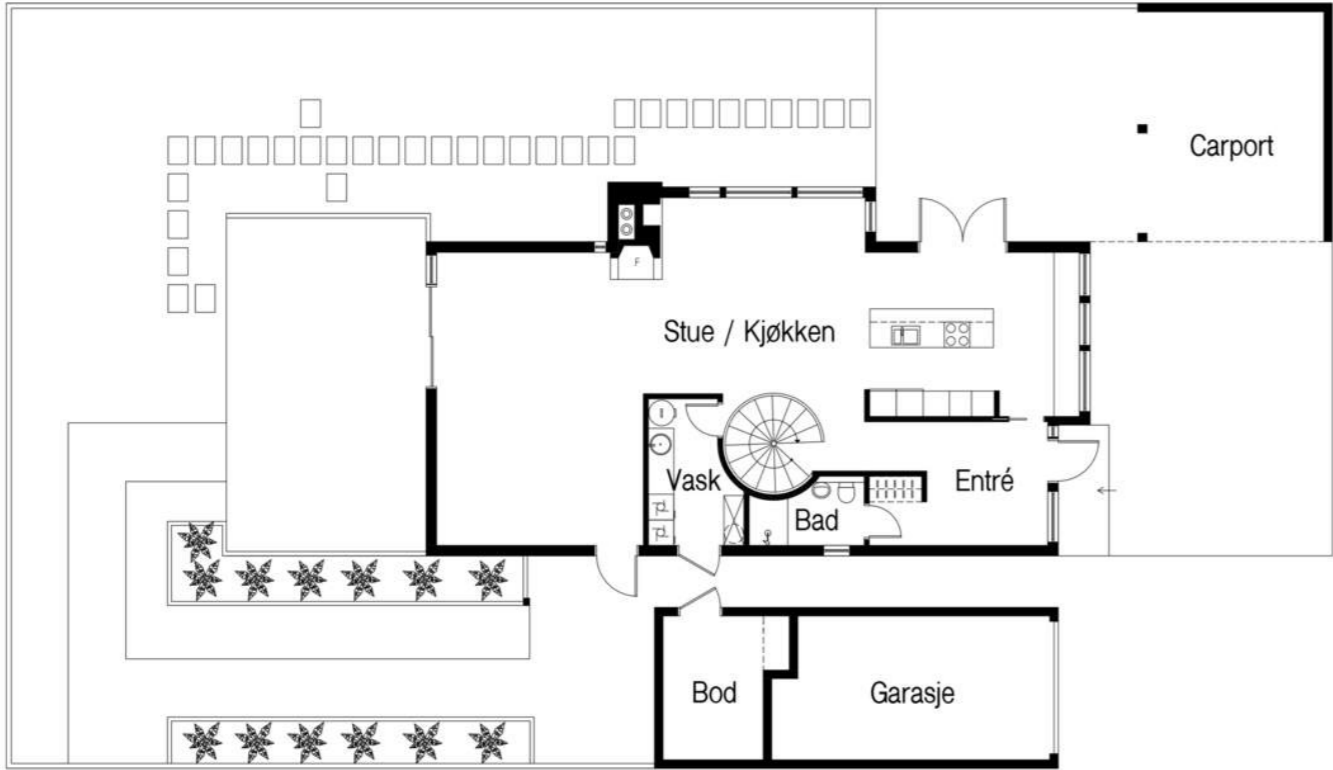 Carport
F
Stue / Kjøkken
Vask
Entré
Bad
Bod
Garasje